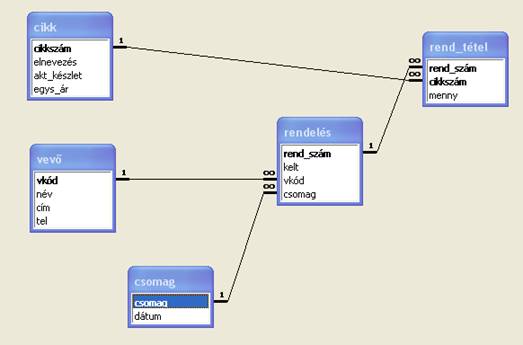 cikk
cikkszám
elnevezés
akt_készlet
egys_ár
1
rend_tétel
∞ rend_szám
∞ cikkszám
menny
vevő
vkód
név
cím
tel
1
rendelés
rend_szám
kelt
∞ vkód
∞ csomag
1
csomag
csomag
dátum
1